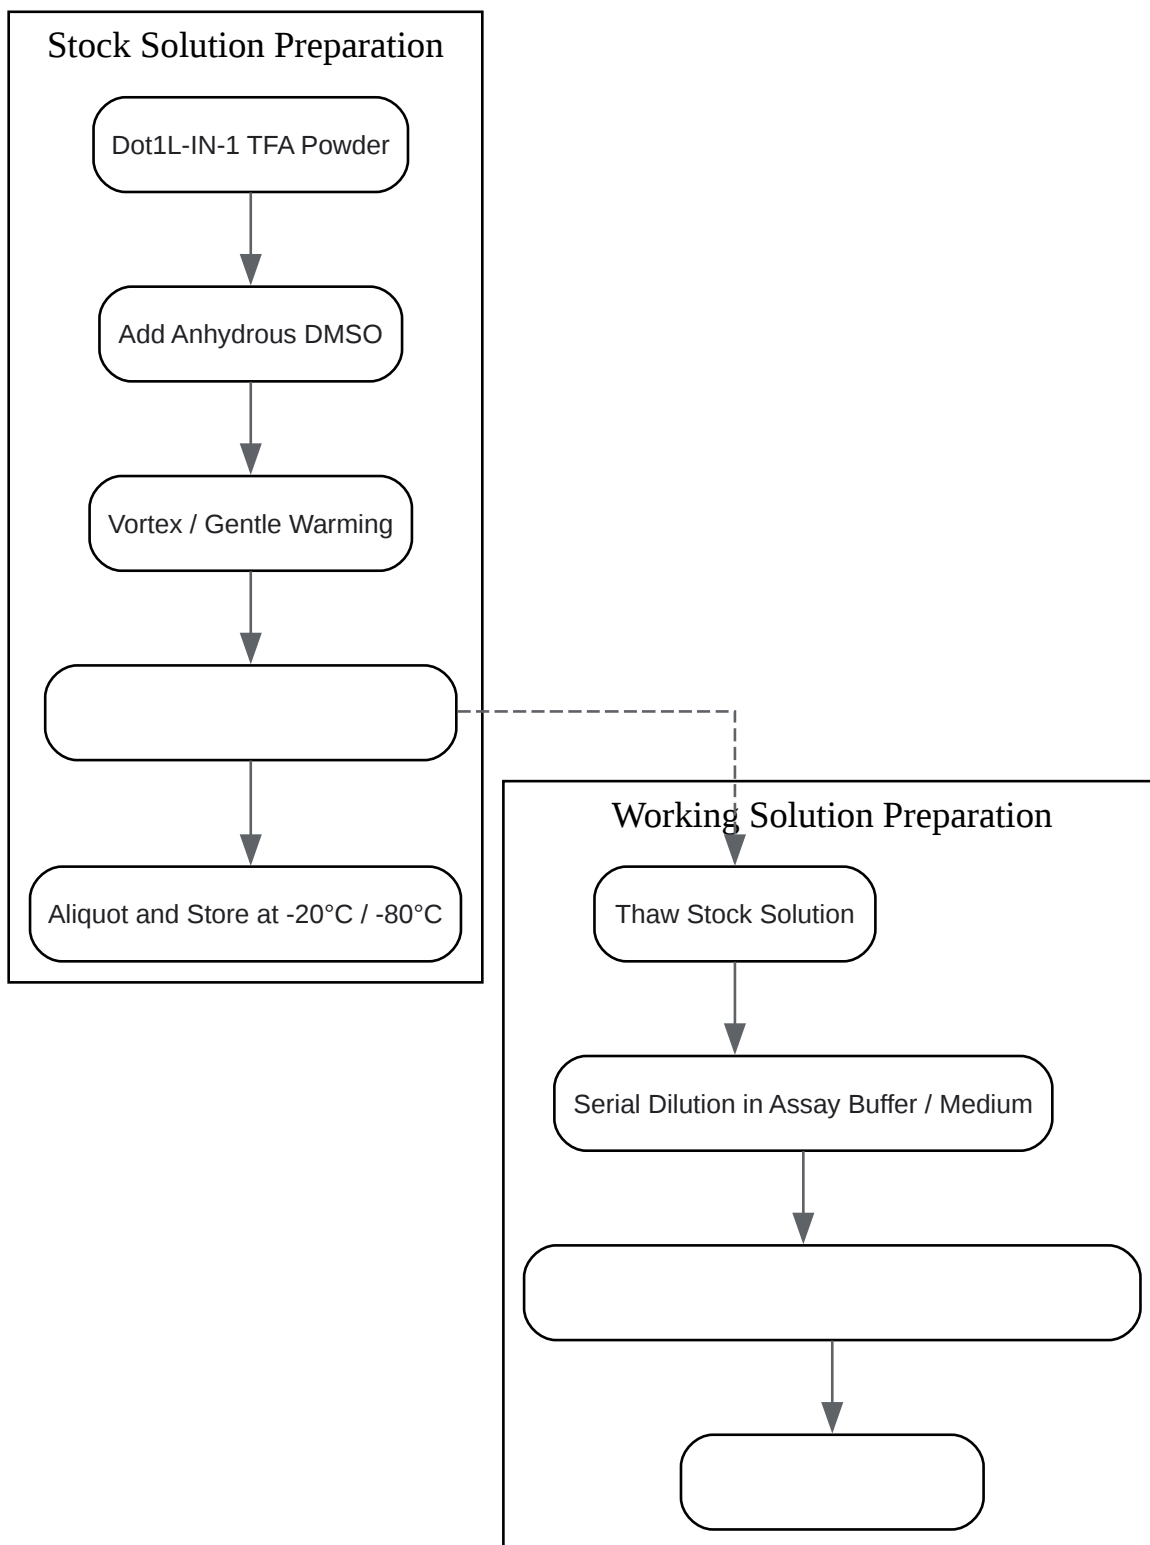 Stock Solution Preparation
Dot1L-IN-1 TFA Powder
Add Anhydrous DMSO
Vortex / Gentle Warming
Aliquot and Store at -20°C / -80°C
Working Solution Preparation
Thaw Stock Solution
Serial Dilution in Assay Buffer / Medium